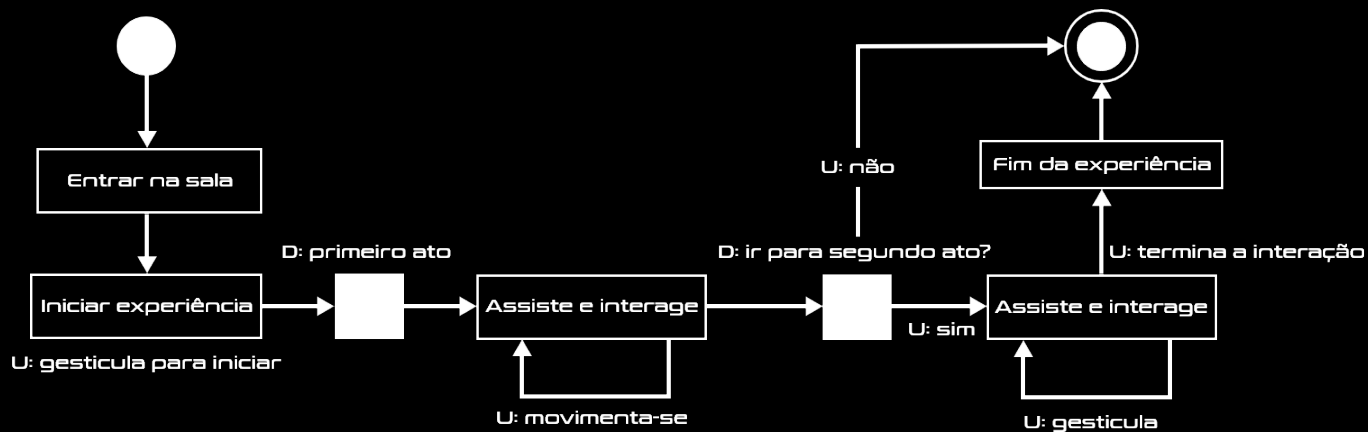 Entrar na sala
Iniciar experiência
U: gesticula para iniciar
D: primeiro ato
Assiste e interage
U: movimenta-se
D: ir para segundo ato?
U: não
U: sim
Assiste e interage
U: gesticula
U: termina a interação
Fim da experiência